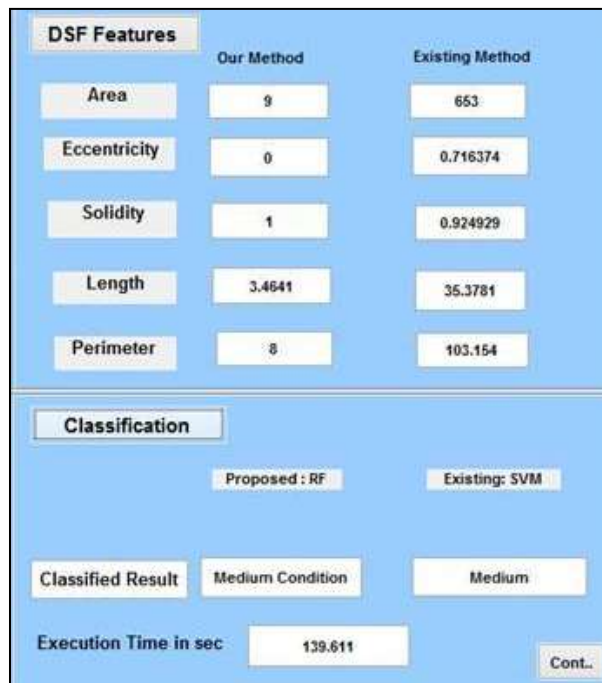 DSF Features
Our Method Existing Method
Area 9 653
Eccentricity 0 0.716374
Solidity 1 0.924929
Length 3.4641 35.3781
Perimeter 8 103.154
Classification
Proposed : RF Existing: SVM
Classified Result Medium Condition Medium
Execution Time in sec 139.611
Cont..